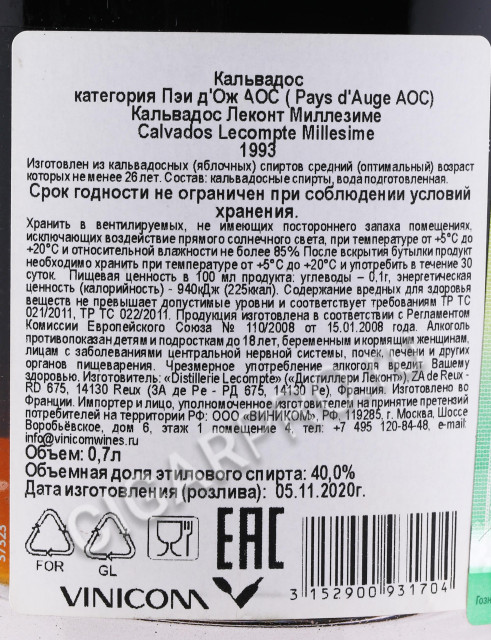 Кальвадос
категория Пэи д'Ож АОС ( Pays d'Auge AOC)
Кальвадос Леконт Миллезиме
Calvados Lecompte Millesime
1993
Изготовлен из кальвадосных (яблочных) спиртов средний (оптимальный) возраст
которых не менее 26 лет. Состав: кальвадосные спирты, вода подготовленная.
Срок годности не ограничен при соблюдении условий
хранения.
Хранить в вентилируемых, не имеющих постороннего запаха помещениях,
исключающих воздействие прямого солнечного света, при температуре от +5°С до
+20°С и относительной влажности не более 85% После вскрытия бутылки продукт
необходимо хранить при температуре от +5°С до +20°С и употребить в течение 30
суток. Пищевая ценность в 100 мл продукта: углеводы – 0,1г, энергетическая
ценность (калорийность) - 940кДж (225ккал). Содержание вредных для здоровья
веществ не превышает допустимые уровни и соответствует требованиям ТР ТС
021/2011, ТР ТС 022/2011. Продукция изготовлена в соответствии с Регламентом
Комиссии Европейского Союза № 110/2008 от 15.01.2008 года. Алкоголь
противопоказан детям и подросткам до 18 лет, беременным и кормящим женщинам,
лицам с заболеваниями центральной нервной системы, почек, печени и других
органов пищеварения. Чрезмерное употребление алкоголя вредит Вашему
здоровью. Изготовитель: «Distillerie Lecompte» («Дистиллери Леконт»), ZA de Reux -
RD 675, 14130 Reux (ЗА де Ре - РД 675, 14130 Ре), Франция. Изготовлено во
Франции. Импортер и лицо, уполномоченное изготовителем на принятие претензий
потребителей на территории РФ: ООО «ВИНИКОМ», РФ, 119285, г. Москва, Шоссе
Воробьёвское, дом 6, этаж 1 помещение 4, тел: +7 495 120-84-48, e-mail:
info@vinicomwines.ru
Объем: 0,7л
Объемная доля этилового спирта: 40,0%
Дата изготовления (розлива): 05.11.2020г.
FOR GL
EAC
VINICOM
3 152900 931704
37323
CIGARPRO.RU